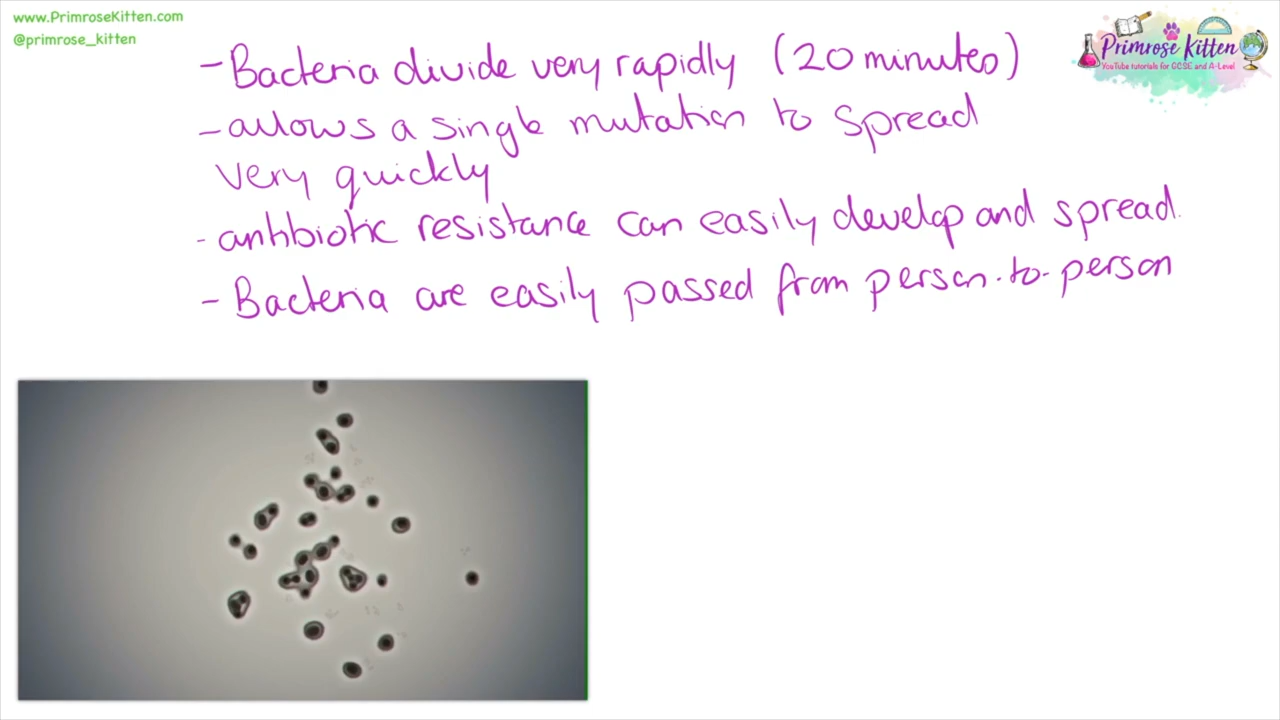 www.PrimroseKitten.com
@primrose_kitten
Primrose Kitten
YouTube tutorials for GCSE and A-Level
- Bacteria divide very rapidly (20 minutes)
- allows a single mutation to spread
very quickly
- antibiotic resistance can easily develop and spread.
- Bacteria are easily passed from person-to-person